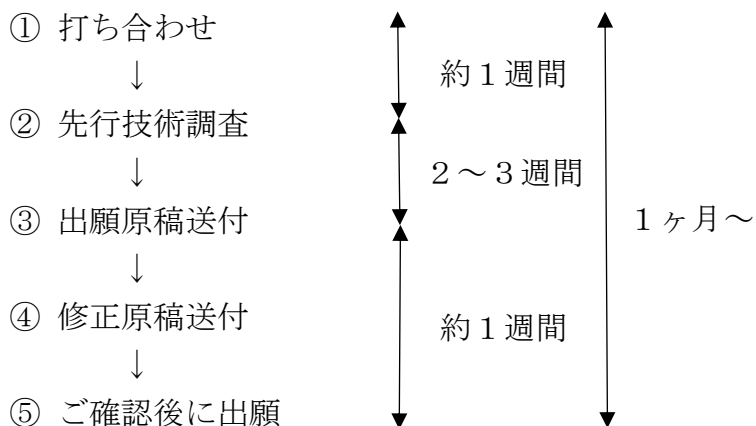 ① 打ち合わせ
↓
約１週間
② 先行技術調査
↓
２～３週間
③ 出願原稿送付
１ヶ月～
↓
④ 修正原稿送付
約１週間
↓
⑤ ご確認後に出願